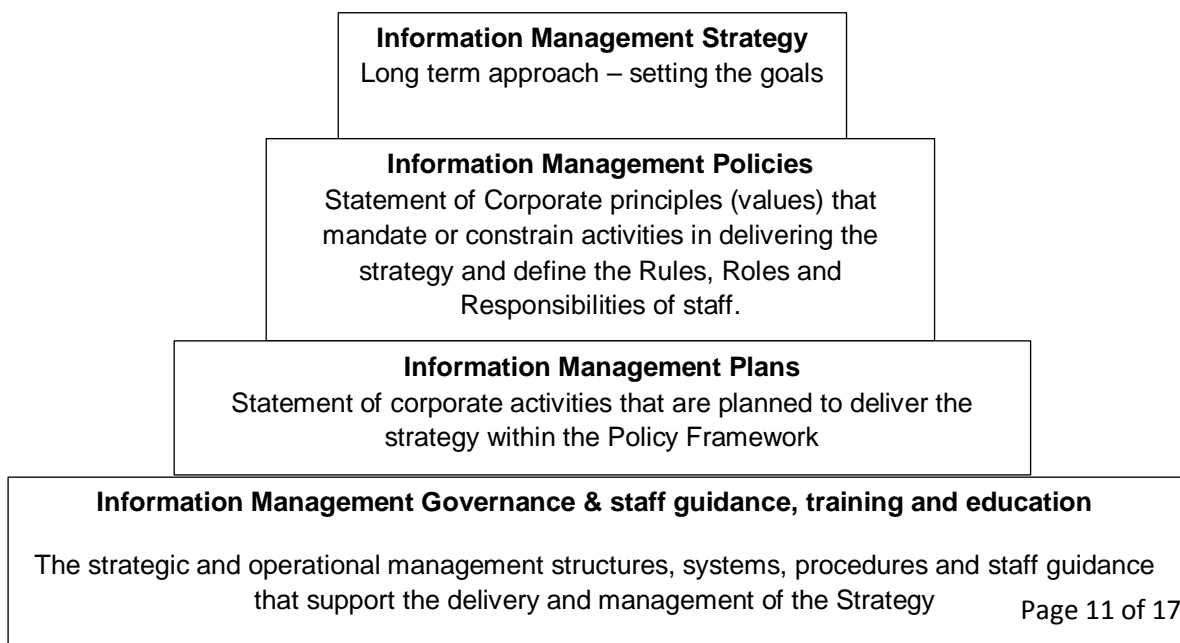 Information Management Strategy
Long term approach – setting the goals
Information Management Policies
Statement of Corporate principles (values) that
mandate or constrain activities in delivering the
strategy and define the Rules, Roles and
Responsibilities of staff.
Information Management Plans
Statement of corporate activities that are planned to deliver the
strategy within the Policy Framework
Information Management Governance & staff guidance, training and education
The strategic and operational management structures, systems, procedures and staff guidance
that support the delivery and management of the Strategy
Page 11 of 17